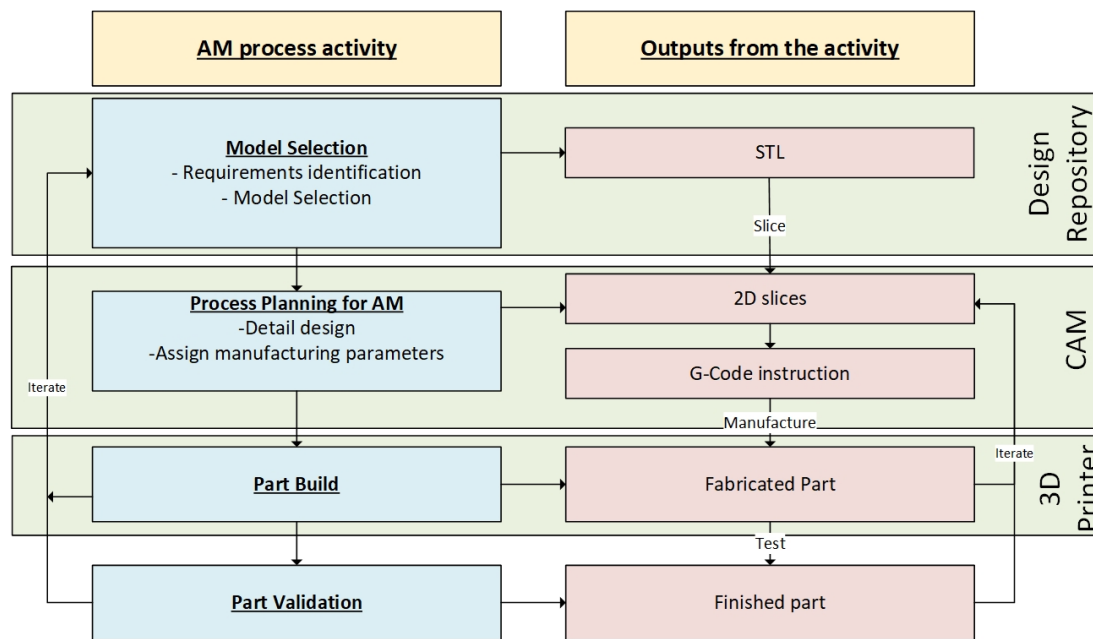 AM process activity
Outputs from the activity
Model Selection
- Requirements identification
- Model Selection
STL
Design
Repository
Slice
Process Planning for AM
-Detail design
-Assign manufacturing parameters
2D slices
G-Code instruction
CAM
Iterate
Manufacture
Part Build
Fabricated Part
Iterate
3D
Printer
Test
Part Validation
Finished part